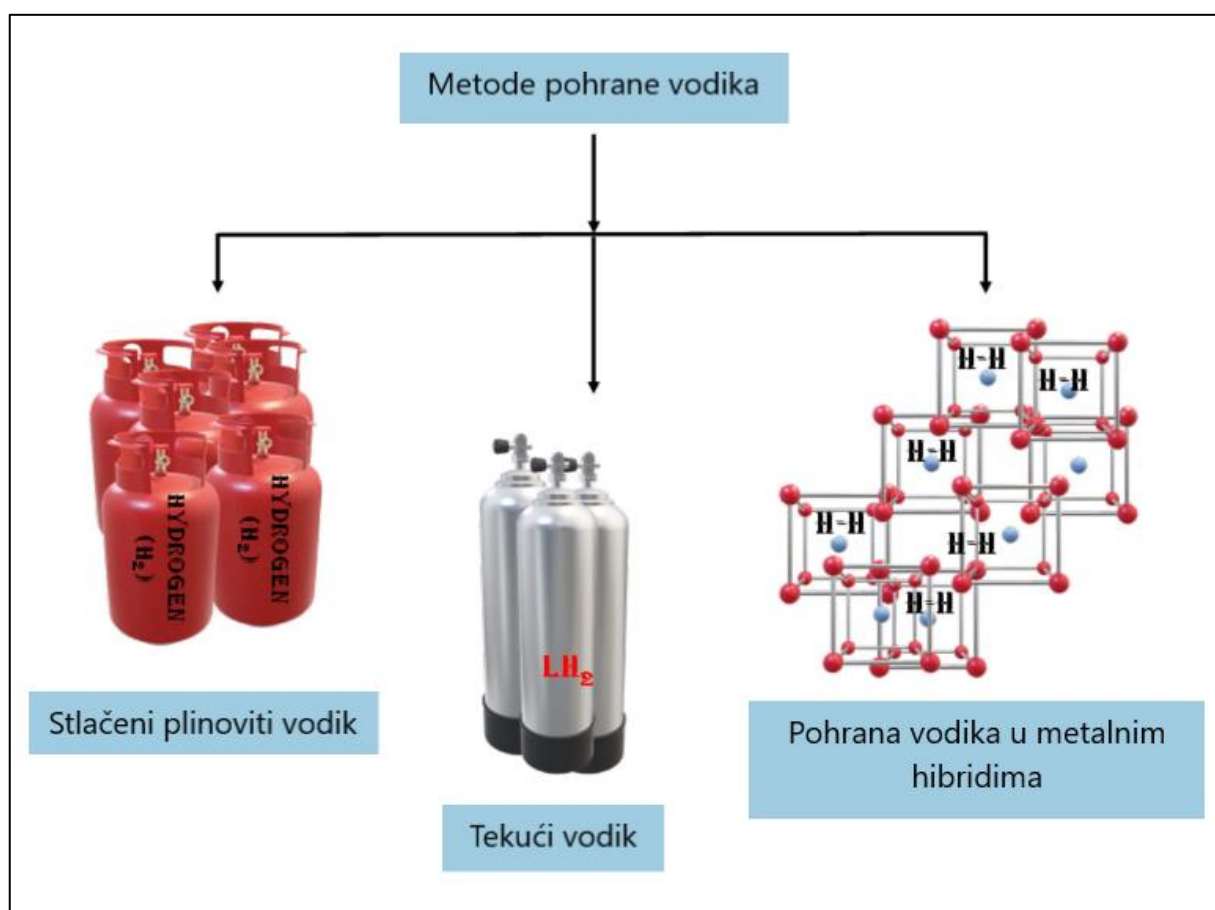 Metode pohrane vodika
HYDROGEN
(H₂)
HYDROGEN
(H₂)
Stlačeni plinoviti vodik
LH₂
Tekući vodik
H-H
H-H
H-H
H-H
H-H
H-H
Pohrana vodika u metalnim
hibridima